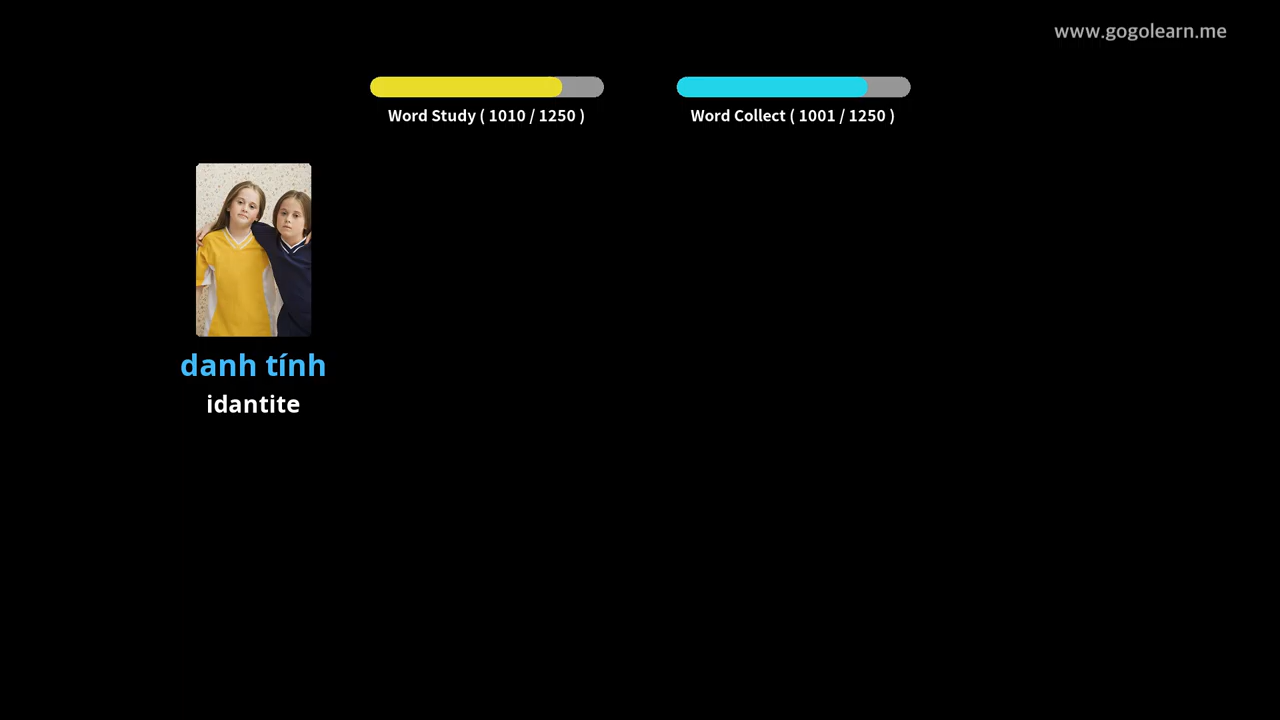 www.gogolearn.me
Word Study ( 1010 / 1250 )
Word Collect ( 1001 / 1250 )
danh tính
idantite